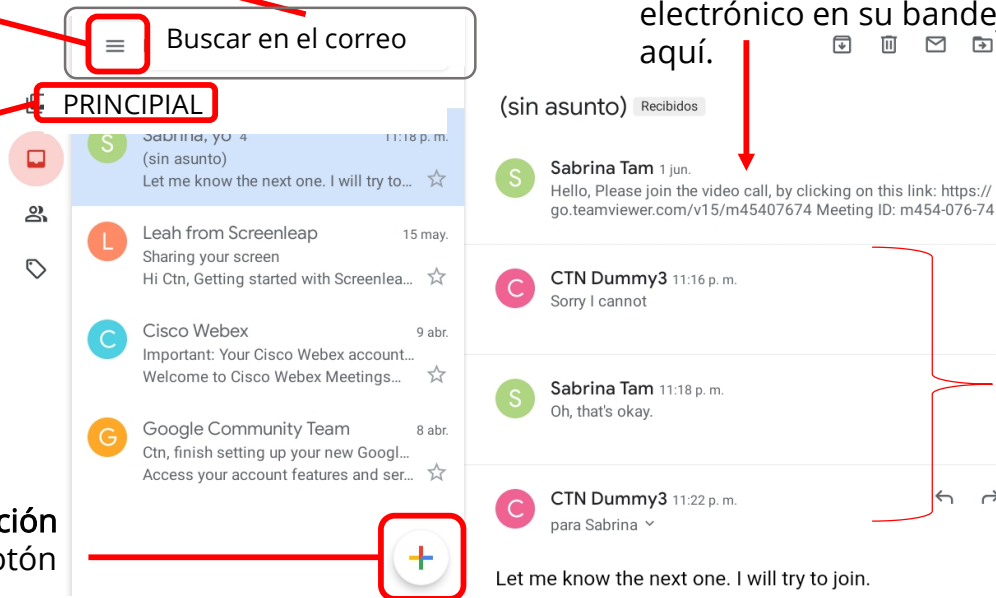 Buscar en el correo
PRINCIPIAL
Sabrina, yo 4 11:18 p. m.
(sin asunto)
Let me know the next one. I will try to...
Leah from Screenleap 15 may.
Sharing your screen
Hi Ctn, Getting started with Screenlea...
Cisco Webex 9 abr.
Important: Your Cisco Webex account...
Welcome to Cisco Webex Meetings...
Google Community Team 8 abr.
Ctn, finish setting up your new Googl...
Access your account features and ser...
ción
otón
electrónico en su bandej
aquí.
(sin asunto) Recibidos
Sabrina Tam 1 jun.
Hello, Please join the video call, by clicking on this link: https://
go.teamviewer.com/v15/m45407674 Meeting ID: m454-076-74
CTN Dummy3 11:16 p. m.
Sorry I cannot
Sabrina Tam 11:18 p. m.
Oh, that's okay.
CTN Dummy3 11:22 p. m.
para Sabrina
Let me know the next one. I will try to join.
S
L
C
G
S
C
S
C